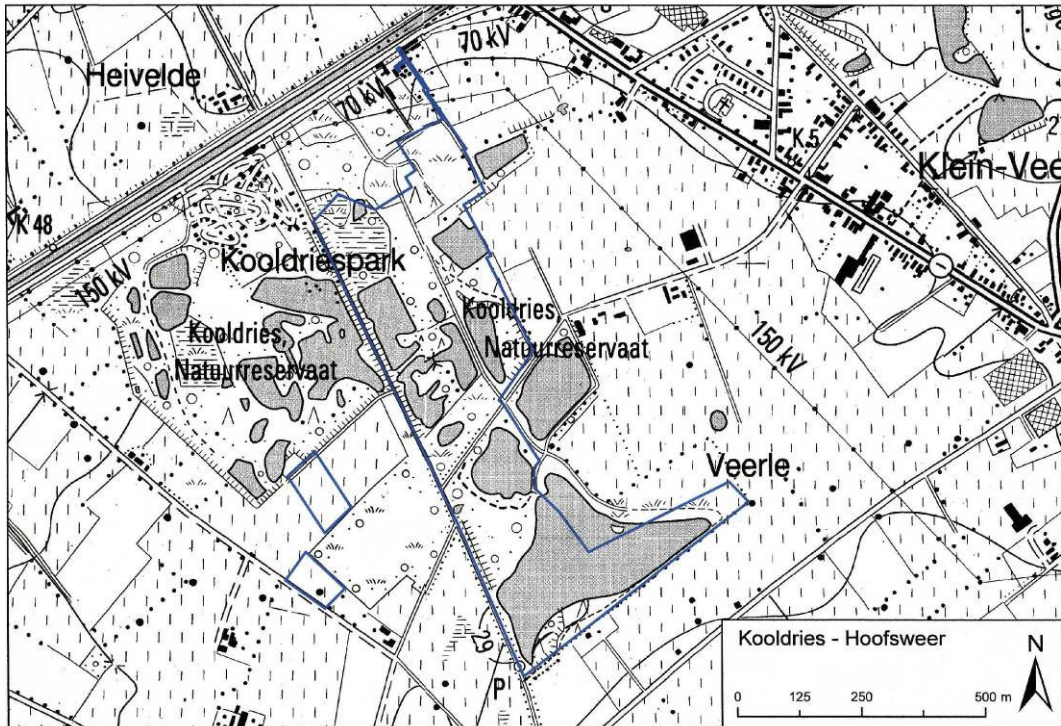 70 kV
Heivelde
70 kV
K 5
Klein-Vee
K 48
150 kV
Kooldriespark
Kooldries,
Natuurreservaat
Kooldries,
Natuurreservaat
150 kV
1
Veerle
29
P
Kooldries - Hoofsweer
N
0 125 250 500 m